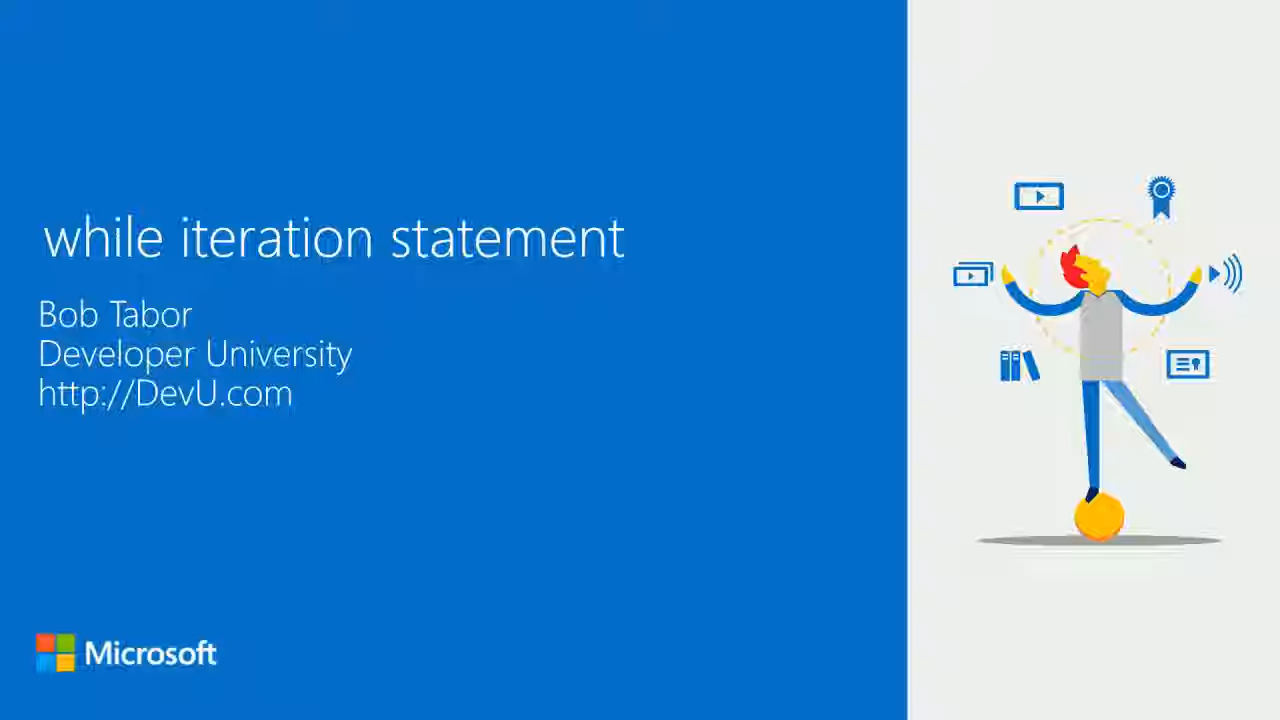 while iteration statement
Bob Tabor
Developer University
http://DevU.com
Microsoft